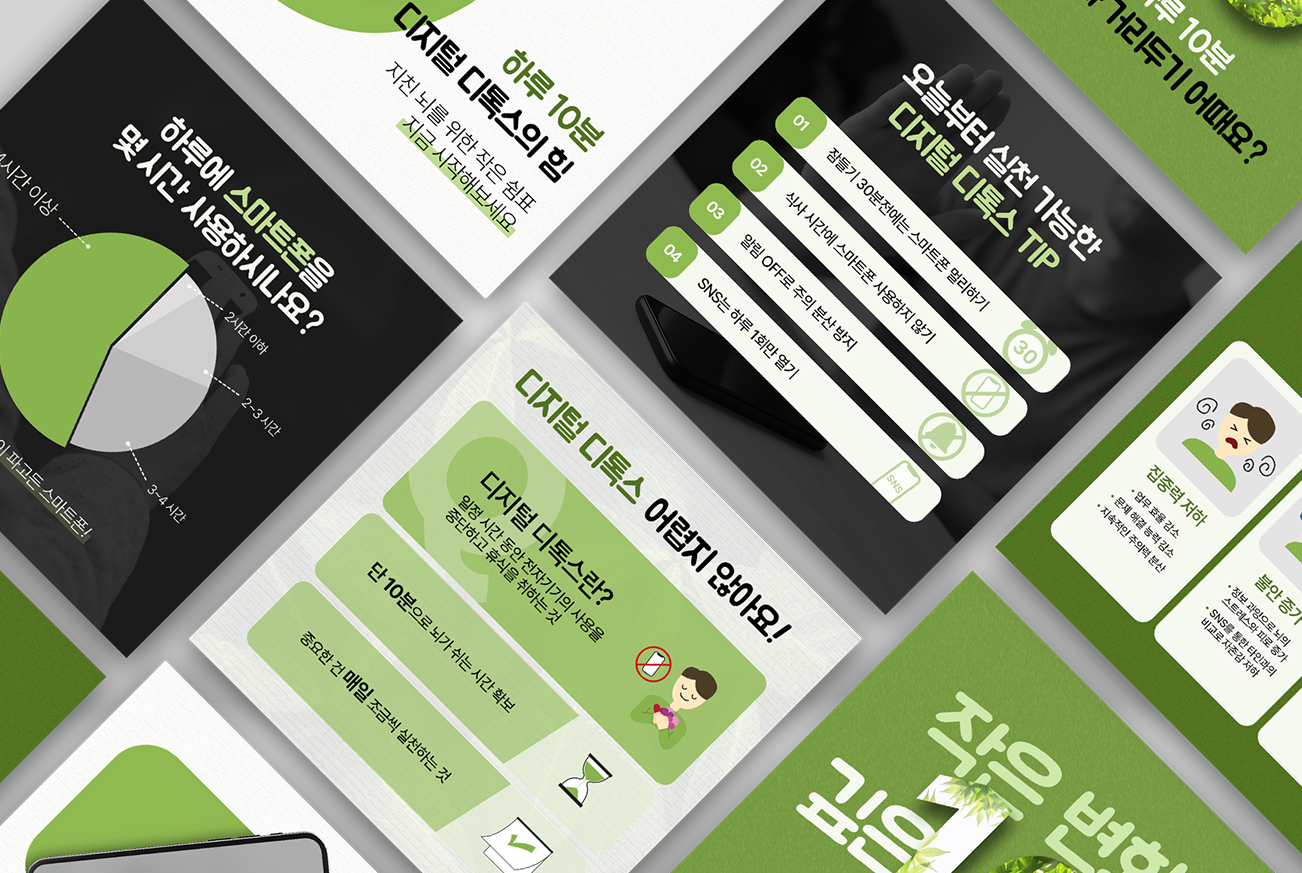 하루에 스마트폰을
몇 시간 사용하시나요?
4시간 이상
2시간 이하
2~3시간
3~4시간
파고든 스마트폰!
하루 10분
디지털 디톡스의 힘
지친 뇌를 위한 작은 쉼표
지금 시작해보세요
오늘부터 실천 가능한
디지털 디톡스 TIP
01
잠들기 30분전에는 스마트폰 멀리하기
30
02
식사 시간에 스마트폰 사용하지 않기
03
알림 OFF로 주의 분산 방지
04
SNS는 하루 1회만 열기
SNS
하루 10분
거리두기 어때요?
디지털 디톡스 어렵지 않아요!
디지털 디톡스란?
일정 시간 동안 전자기기의 사용을
중단하고 휴식을 취하는 것
단 10분으로 뇌가 쉬는 시간 확보
중요한 건 매일 조금씩 실천하는 것
집중력 저하
• 업무 효율 감소
• 문제 해결 능력 감소
• 지속적인 주의력 분산
불안 증가
• 정보 과잉으로 뇌의
스트레스와 피로 증가
• SNS를 통한 타인과의
비교로 자존감 저하
작은 변화
깊은